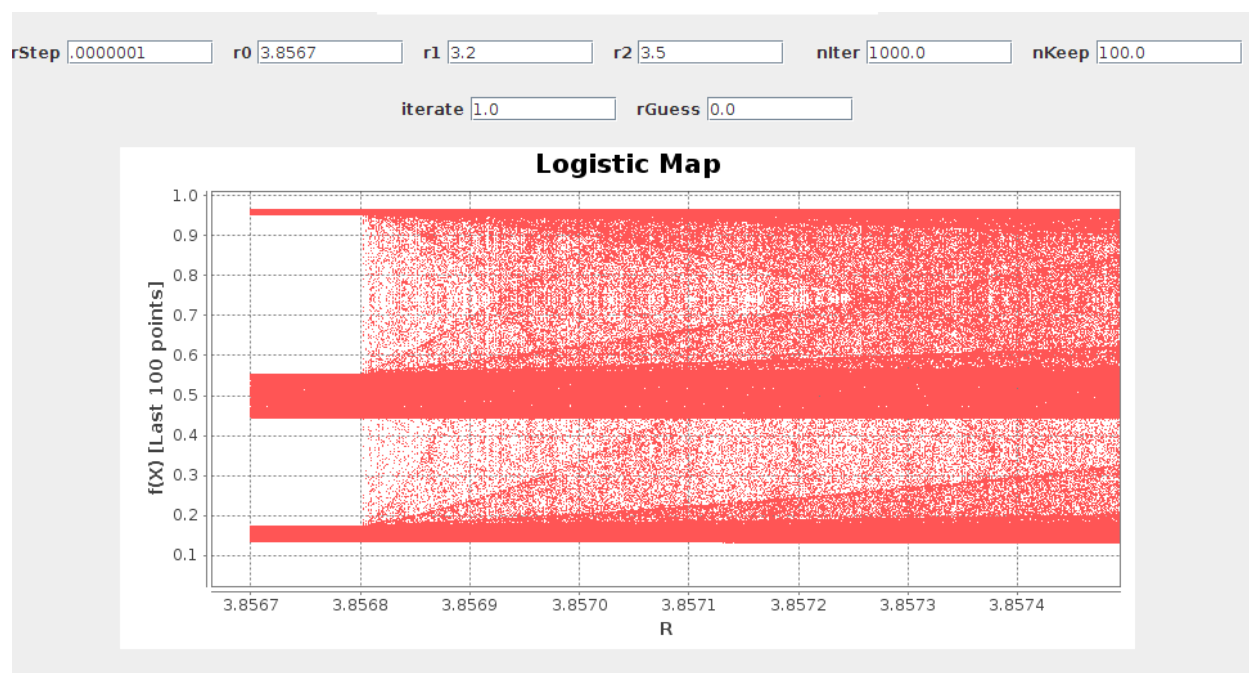 rStep .0000001 r0 3.8567 r1 3.2 r2 3.5 nIter 1000.0 nKeep 100.0
iterate 1.0 rGuess 0.0
Logistic Map
f(X) [Last 100 points]
1.0
0.9
0.8
0.7
0.6
0.5
0.4
0.3
0.2
0.1
3.8567 3.8568 3.8569 3.8570 3.8571 3.8572 3.8573 3.8574
R